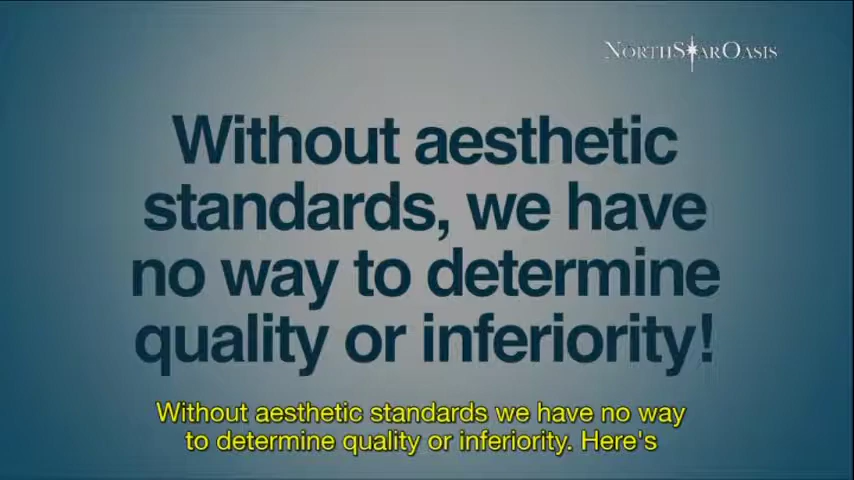 NORTHSTAROASIS
Without aesthetic
standards, we have
no way to determine
quality or inferiority!
Without aesthetic standards we have no way
to determine quality or inferiority. Here's